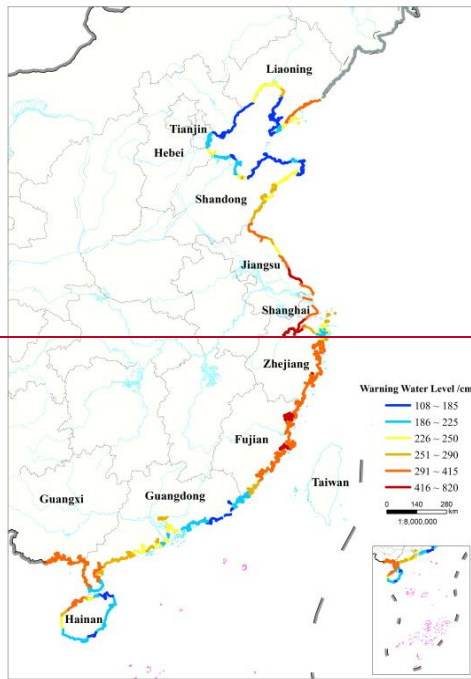 Liaoning
Tianjin
Hebei
Shandong
Jiangsu
Shanghai
Zhejiang
Warning Water Level /cm
108 ~ 185
186 ~ 225
226 ~ 250
251 ~ 290
291 ~ 415
416 ~ 820
Fujian
Guangxi
Guangdong
Taiwan
0 140 280
km
1:8,000,000
Hainan